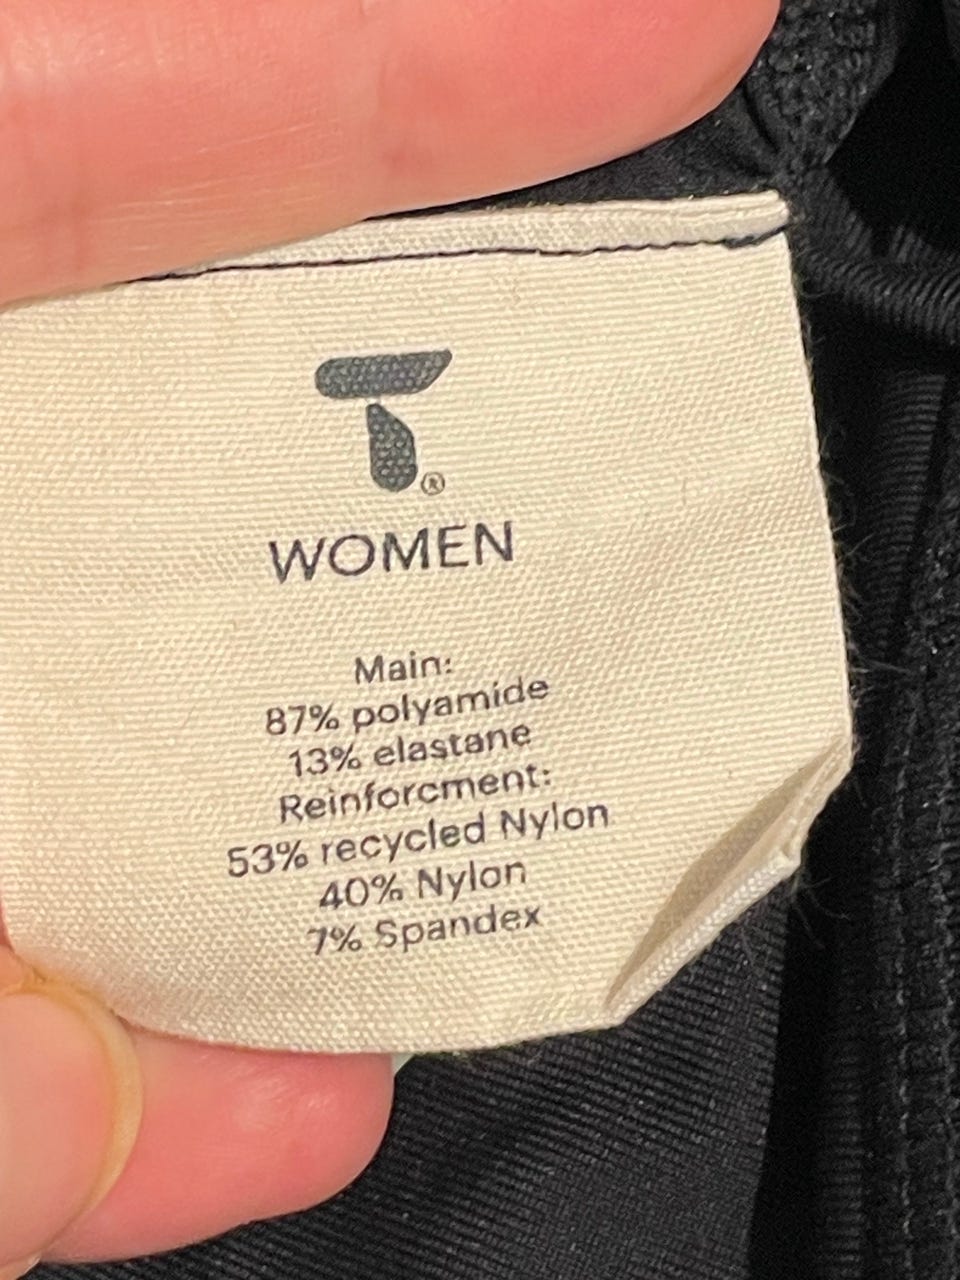 T®
WOMEN
Main:
87% polyamide
13% elastane
Reinforcment:
53% recycled Nylon
40% Nylon
7% Spandex